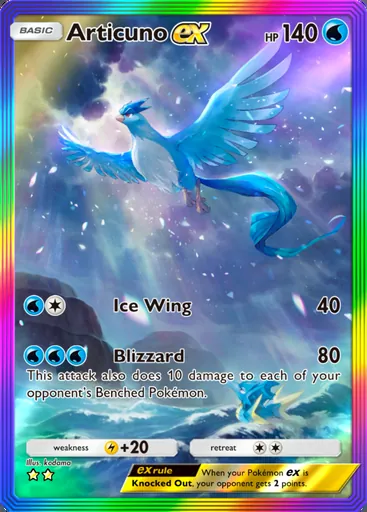 BASIC Articuno ex HP 140
Ice Wing 40
Blizzard 80
This attack also does 10 damage to each of your
opponent's Benched Pokémon.
weakness +20 retreat
Illus. kodama
ex rule When your Pokémon ex is
Knocked Out, your opponent gets 2 points.